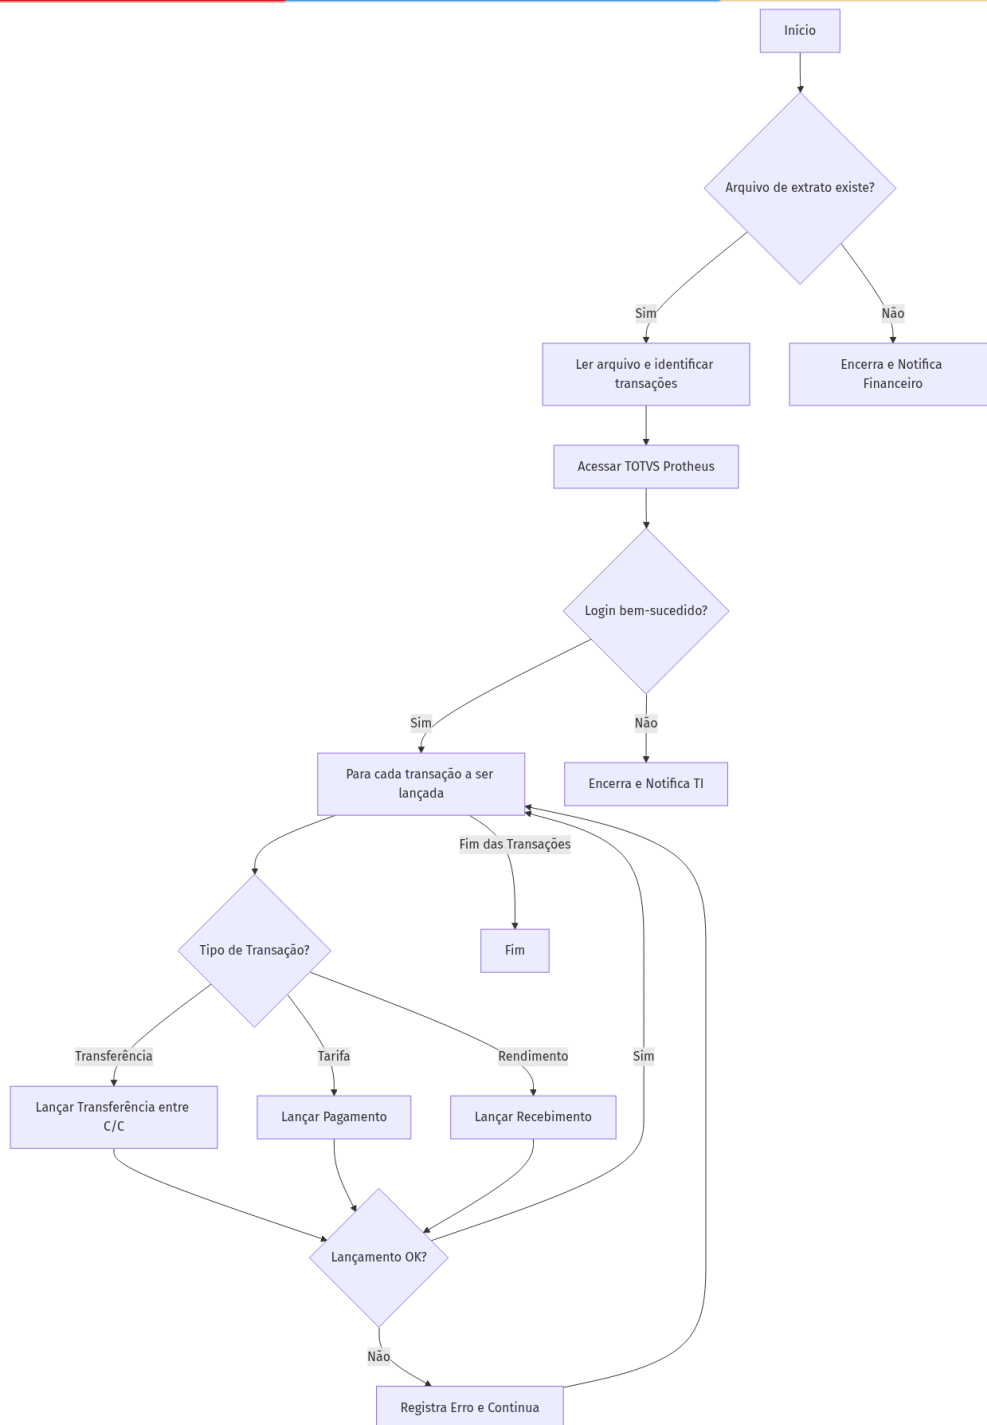 Início
Arquivo de extrato existe?
Sim
Não
Ler arquivo e identificar
transações
Encerra e Notifica
Financeiro
Acessar TOTVS Protheus
Login bem-sucedido?
Sim
Não
Para cada transação a ser
lançada
Encerra e Notifica TI
Fim das Transações
Tipo de Transação?
Fim
Transferência
Tarifa
Rendimento
Sim
Lançar Transferência entre
C/C
Lançar Pagamento
Lançar Recebimento
Lançamento OK?
Não
Registra Erro e Continua